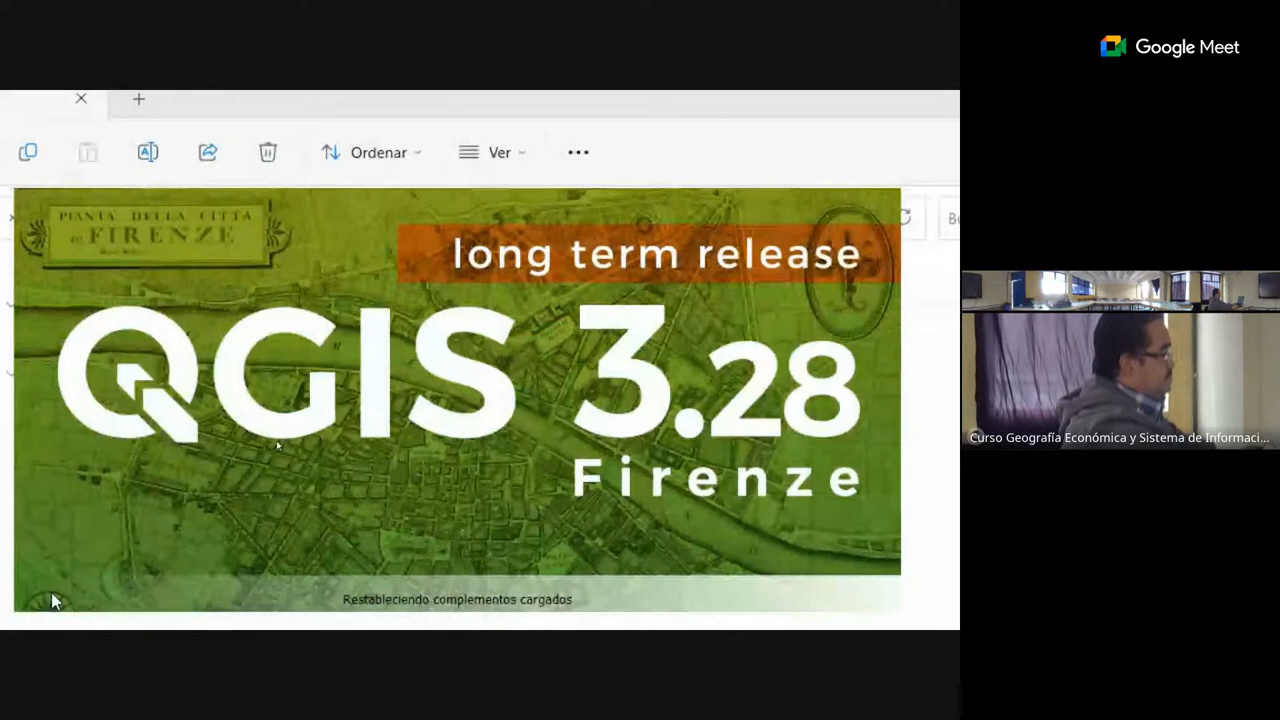 Google Meet
Ordenar
Ver
PIANTA DELLA CITTÀ
FIRENZE
long term release
QGIS 3.28
Firenze
Restableciendo complementos cargados
Curso Geografía Económica y Sistema de Informaci...